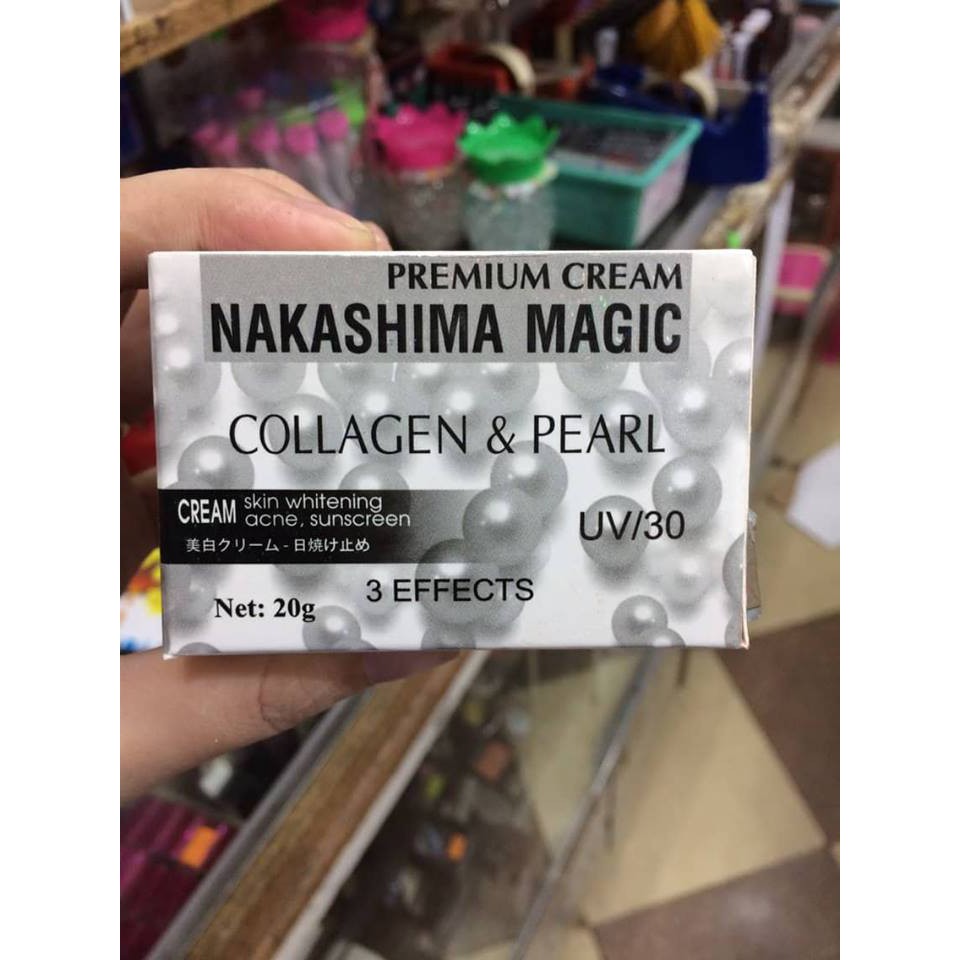 PREMIUM CREAM
NAKASHIMA MAGIC
COLLAGEN & PEARL
CREAM skin whitening
acne, sunscreen
美白クリーム - 日焼け止め
UV/30
3 EFFECTS
Net: 20g